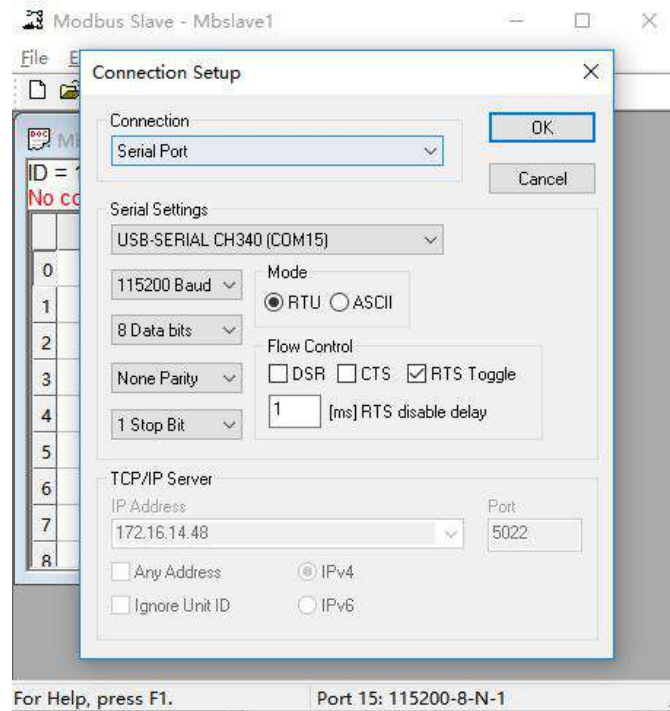 Modbus Slave - Mbslave1
File
Connection Setup
Connection
Serial Port
OK
Cancel
ID =
No
Serial Settings
USB-SERIAL CH340 (COM15)
115200 Baud
8 Data bits
None Parity
1 Stop Bit
Mode
RTU ASCII
Flow Control
DSR CTS RTS Toggle
1 [ms] RTS disable delay
0
1
2
3
4
5
6
7
8
TCP/IP Server
IP Address
172.16.14.48
Port
5022
Any Address
Ignore Unit ID
IPv4
IPv6
For Help, press F1.
Port 15: 115200-8-N-1